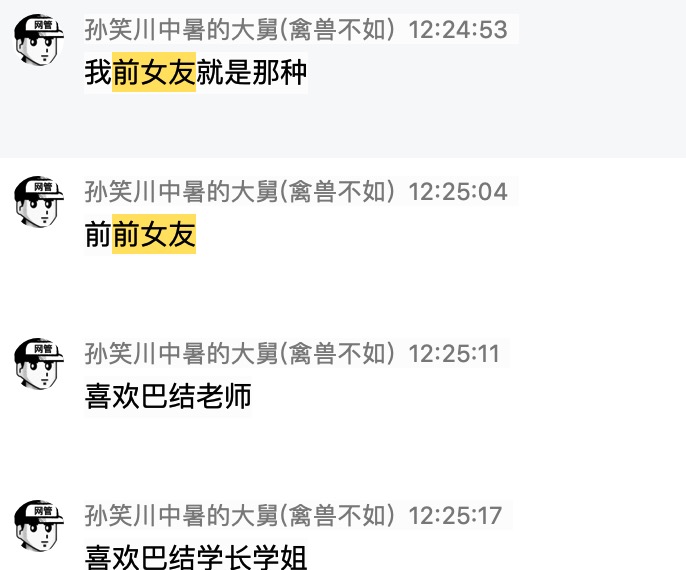 网管
孙笑川中暑的大舅(禽兽不如) 12:24:53
我前女友就是那种
网管
孙笑川中暑的大舅(禽兽不如) 12:25:04
前前女友
网管
孙笑川中暑的大舅(禽兽不如) 12:25:11
喜欢巴结老师
网管
孙笑川中暑的大舅(禽兽不如) 12:25:17
喜欢巴结学长学姐